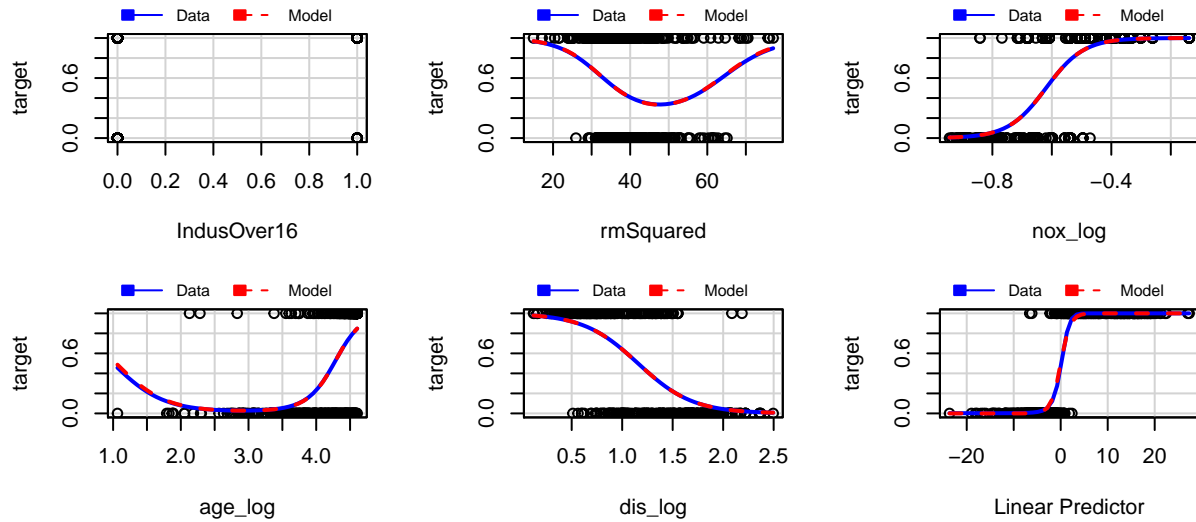 Data Model
target
0.0 0.6
0.0 0.2 0.4 0.6 0.8 1.0
IndusOver16
Data Model
target
0.0 0.6
20 40 60
rmSquared
Data Model
target
0.0 0.6
−0.8 −0.4
nox_log
Data Model
target
0.0 0.6
1.0 2.0 3.0 4.0
age_log
Data Model
target
0.0 0.6
0.5 1.0 1.5 2.0 2.5
dis_log
Data Model
target
0.0 0.6
−20 0 10 20
Linear Predictor